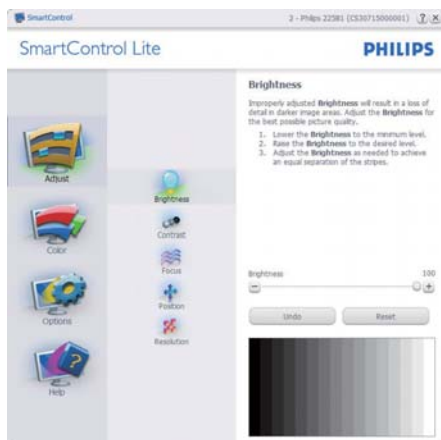 SmartControl
2 - Philips 225B1 (CS30715000001)
? X
SmartControl Lite
PHILIPS
Adjust
Color
Options
Help
Brightness
Contrast
Focus
Position
Resolution
Brightness
Improperly adjusted Brightness will result in a loss of
detail in darker image areas. Adjust the Brightness for
the best possible picture quality.
1. Lower the Brightness to the minimum level.
2. Raise the Brightness to the desired level.
3. Adjust the Brightness as needed to achieve
an equal separation of the stripes.
Brightness 100
Undo Reset